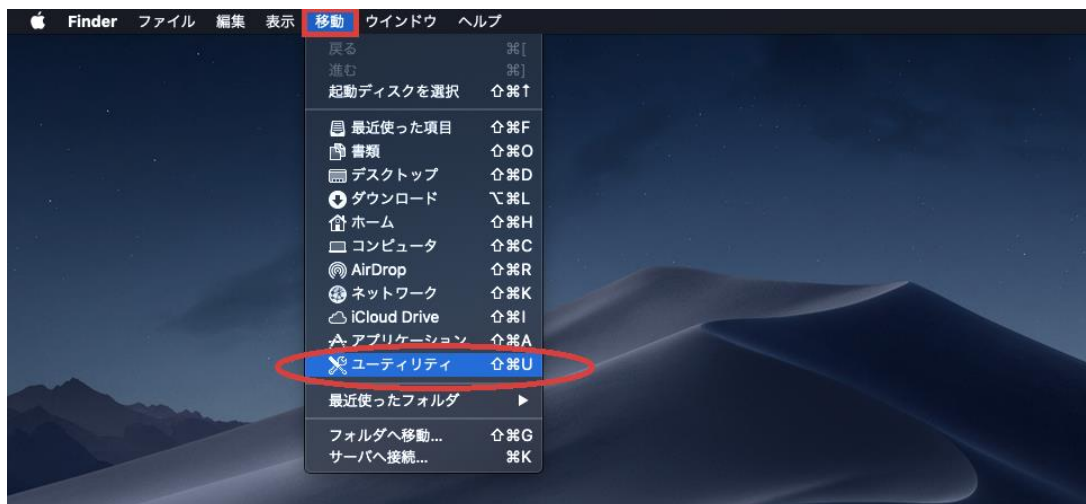 Finder ファイル 編集 表示 移動 ウインドウ ヘルプ
戻る ⌘[
進む ⌘]
起動ディスクを選択 ⇧⌘↑
最近使った項目 ⇧⌘F
書類 ⇧⌘O
デスクトップ ⇧⌘D
ダウンロード ⌥⌘L
ホーム ⇧⌘H
コンピュータ ⇧⌘C
AirDrop ⇧⌘R
ネットワーク ⇧⌘K
iCloud Drive ⇧⌘I
アプリケーション ⇧⌘A
ユーティリティ ⇧⌘U
最近使ったフォルダ ▶
フォルダへ移動... ⇧⌘G
サーバへ接続... ⌘K